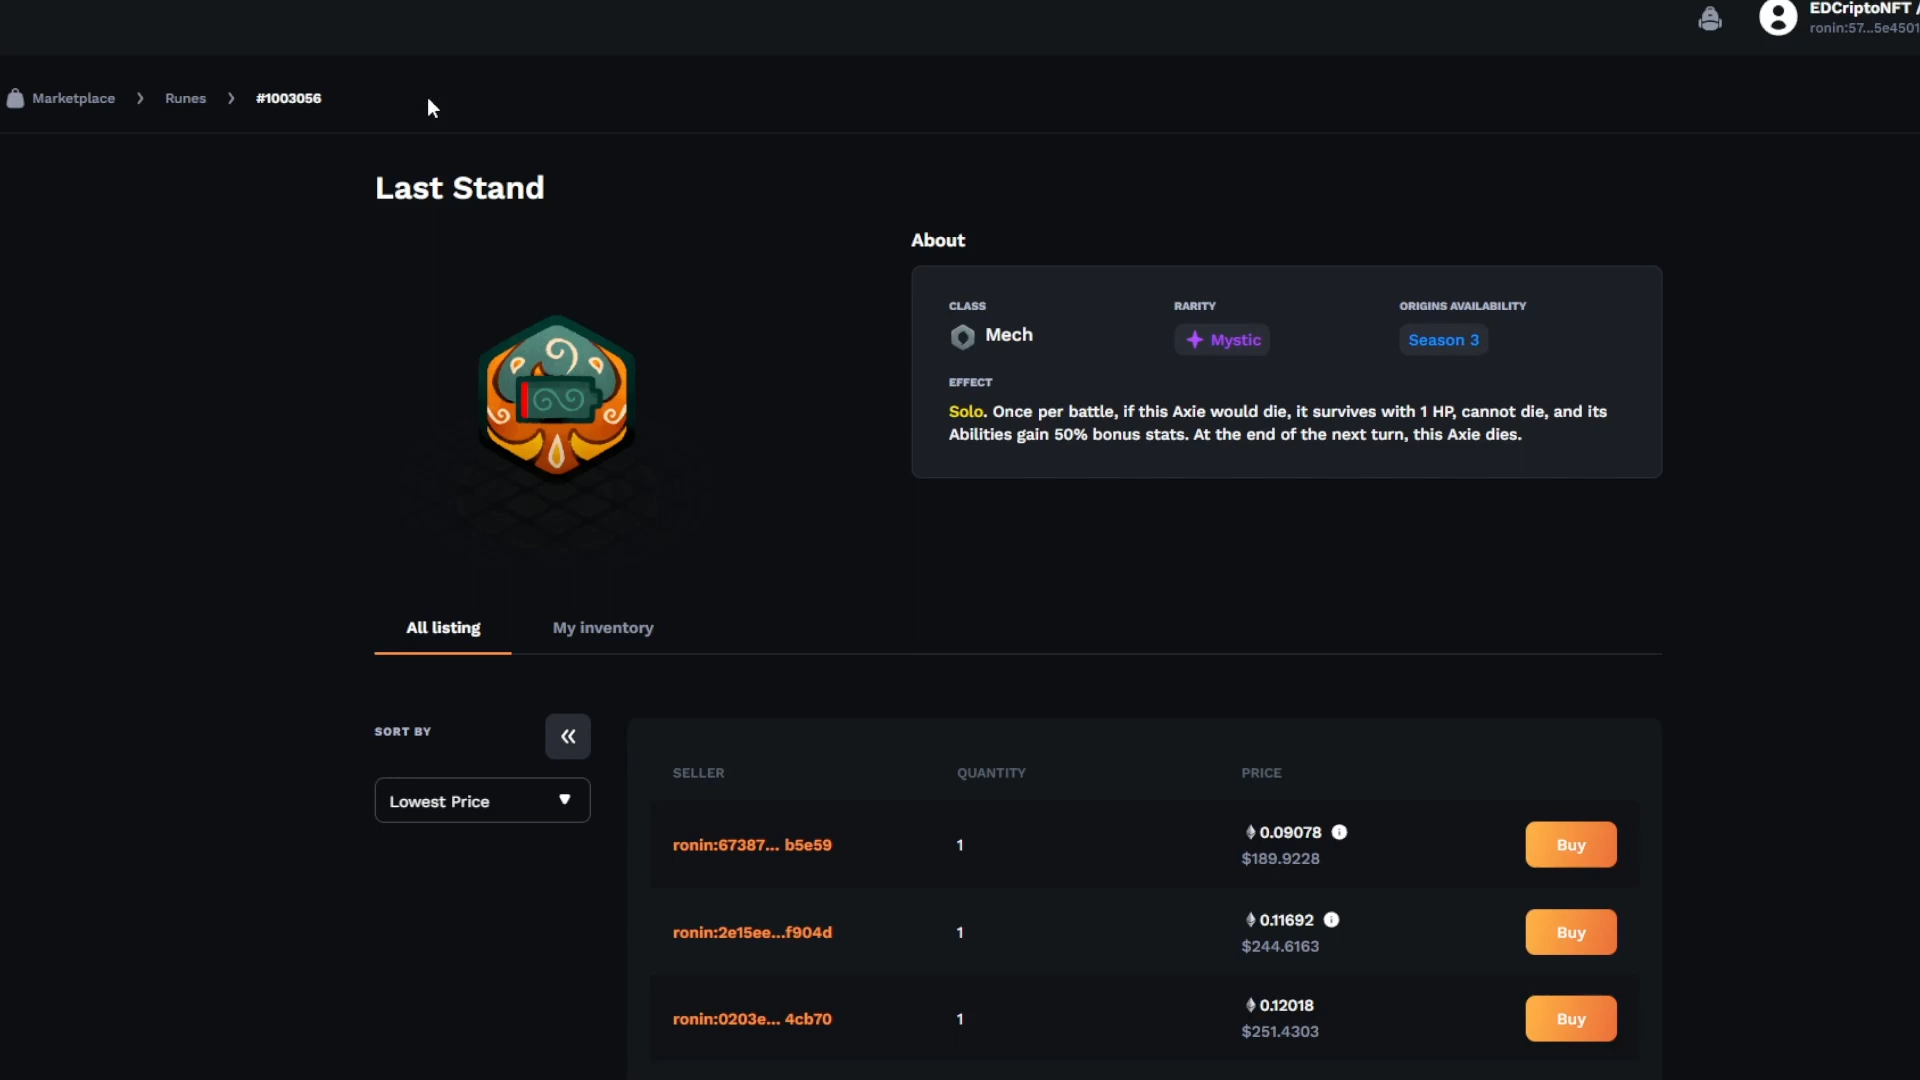 EDCriptoNFT /
ronin:57...5e4501
Marketplace > Runes > #1003056
Last Stand
About
CLASS RARITY ORIGINS AVAILABILITY
Mech Mystic Season 3
EFFECT
Solo. Once per battle, if this Axie would die, it survives with 1 HP, cannot die, and its
Abilities gain 50% bonus stats. At the end of the next turn, this Axie dies.
All listing My inventory
SORT BY
Lowest Price
SELLER QUANTITY PRICE
ronin:67387... b5e59 1 0.09078 Buy
$189.9228
ronin:2e15ee...f904d 1 0.11692 Buy
$244.6163
ronin:0203e... 4cb70 1 0.12018 Buy
$251.4303